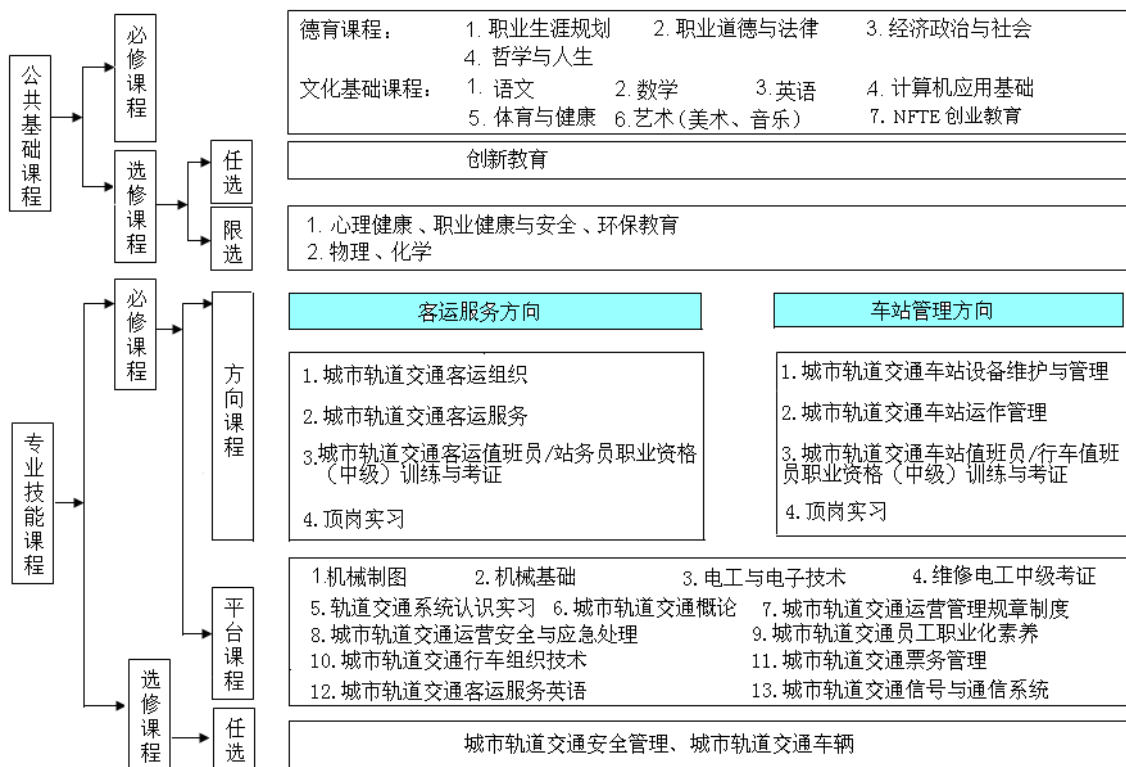 公共基础课程
必修课程
德育课程： 1. 职业生涯规划 2. 职业道德与法律 3. 经济政治与社会
4. 哲学与人生
文化基础课程： 1. 语文 2. 数学 3. 英语 4. 计算机应用基础
5. 体育与健康 6. 艺术（美术、音乐） 7. NFTE 创业教育
选修课程
任选
创新教育
限选
1. 心理健康、职业健康与安全、环保教育
2. 物理、化学
专业技能课程
必修课程
方向课程
客运服务方向
1. 城市轨道交通客运组织
2. 城市轨道交通客运服务
3. 城市轨道交通客运值班员/站务员职业资格
（中级）训练与考证
4. 顶岗实习
车站管理方向
1. 城市轨道交通车站设备维护与管理
2. 城市轨道交通车站运作管理
3. 城市轨道交通车站值班员/行车值班
员职业资格（中级）训练与考证
4. 顶岗实习
平台课程
1. 机械制图 2. 机械基础 3. 电工与电子技术 4. 维修电工中级考证
5. 轨道交通系统认识实习 6. 城市轨道交通概论 7. 城市轨道交通运营管理规章制度
8. 城市轨道交通运营安全与应急处理 9. 城市轨道交通员工职业化素养
10. 城市轨道交通行车组织技术 11. 城市轨道交通票务管理
12. 城市轨道交通客运服务英语 13. 城市轨道交通信号与通信系统
选修课程
任选
城市轨道交通安全管理、城市轨道交通车辆